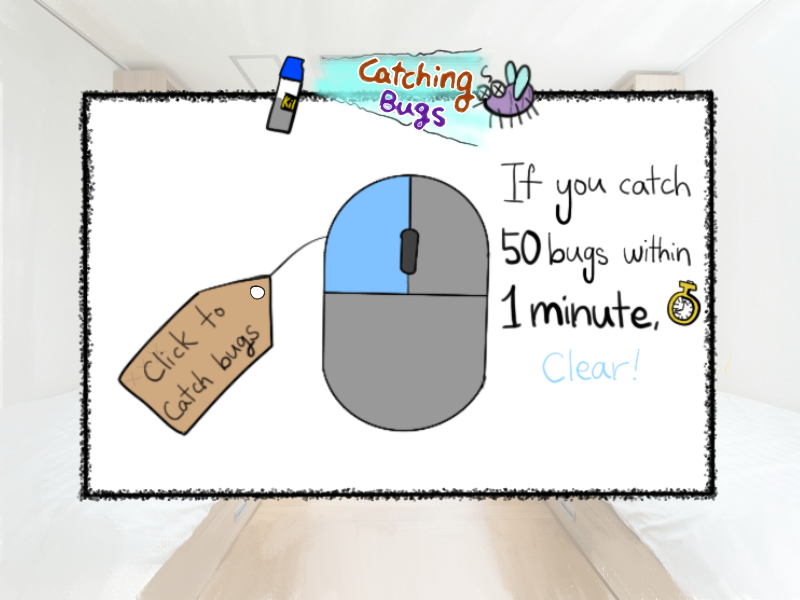 Kil
Catching
Bugs
If you catch
50 bugs within
1 minute,
Clear!
Click to
Catch bugs